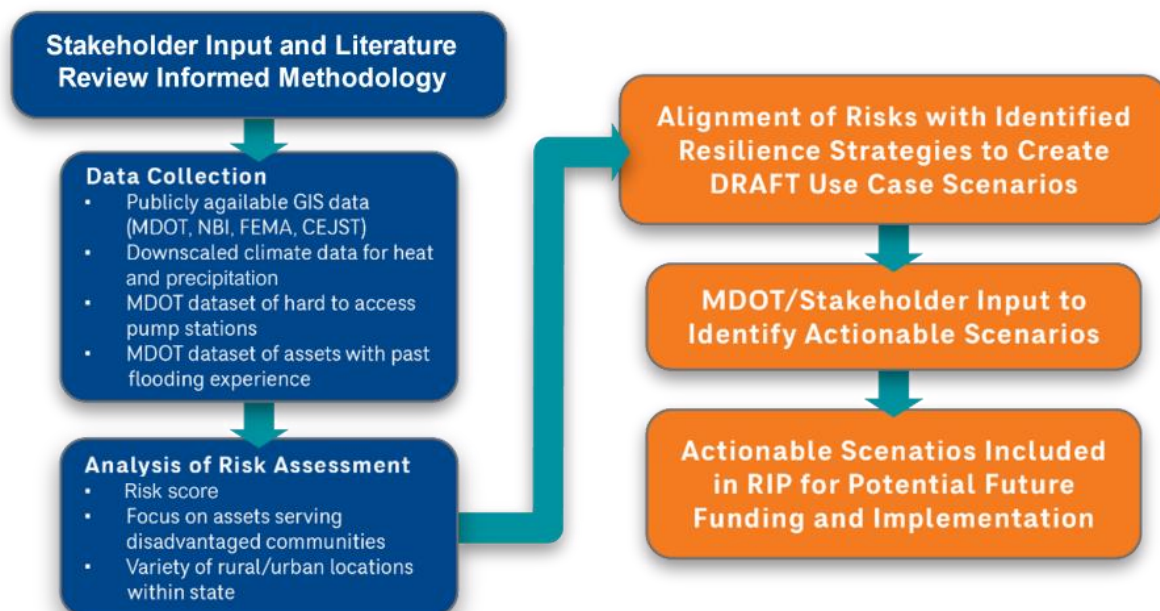 Stakeholder Input and Literature
Review Informed Methodology
Data Collection
▪ Publicly agailable GIS data
(MDOT, NBI, FEMA, CEJST)
▪ Downscaled climate data for heat
and precipitation
▪ MDOT dataset of hard to access
pump stations
▪ MDOT dataset of assets with past
flooding experience
Analysis of Risk Assessment
▪ Risk score
▪ Focus on assets serving
disadvantaged communities
▪ Variety of rural/urban locations
within state
Alignment of Risks with Identified
Resilience Strategies to Create
DRAFT Use Case Scenarios
MDOT/Stakeholder Input to
Identify Actionable Scenarios
Actionable Scenatios Included
in RIP for Potential Future
Funding and Implementation